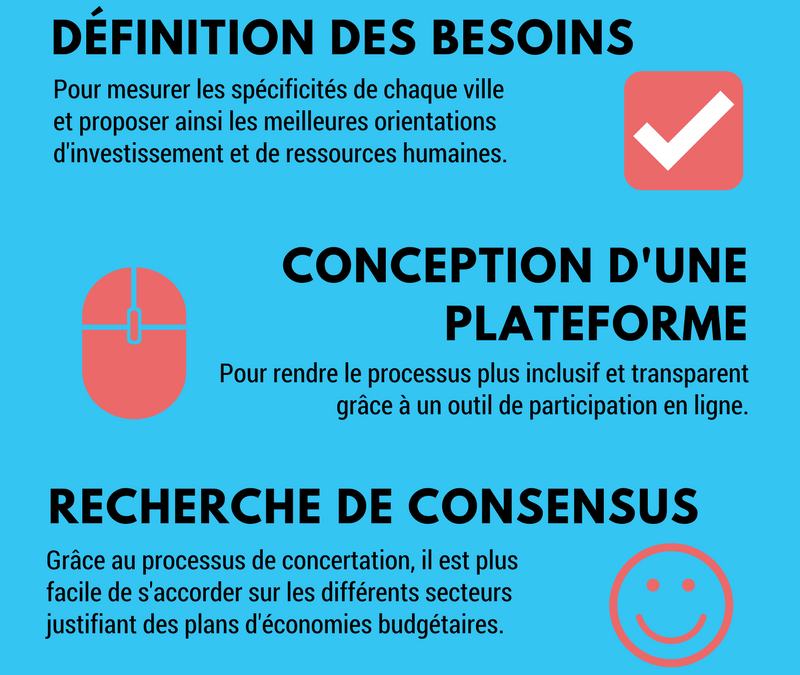 DÉFINITION DES BESOINS
Pour mesurer les spécificités de chaque ville
et proposer ainsi les meilleures orientations
d'investissement et de ressources humaines.
CONCEPTION D'UNE
PLATEFORME
Pour rendre le processus plus inclusif et transparent
grâce à un outil de participation en ligne.
RECHERCHE DE CONSENSUS
Grâce au processus de concertation, il est plus
facile de s'accorder sur les différents secteurs
justifiant des plans d'économies budgétaires.